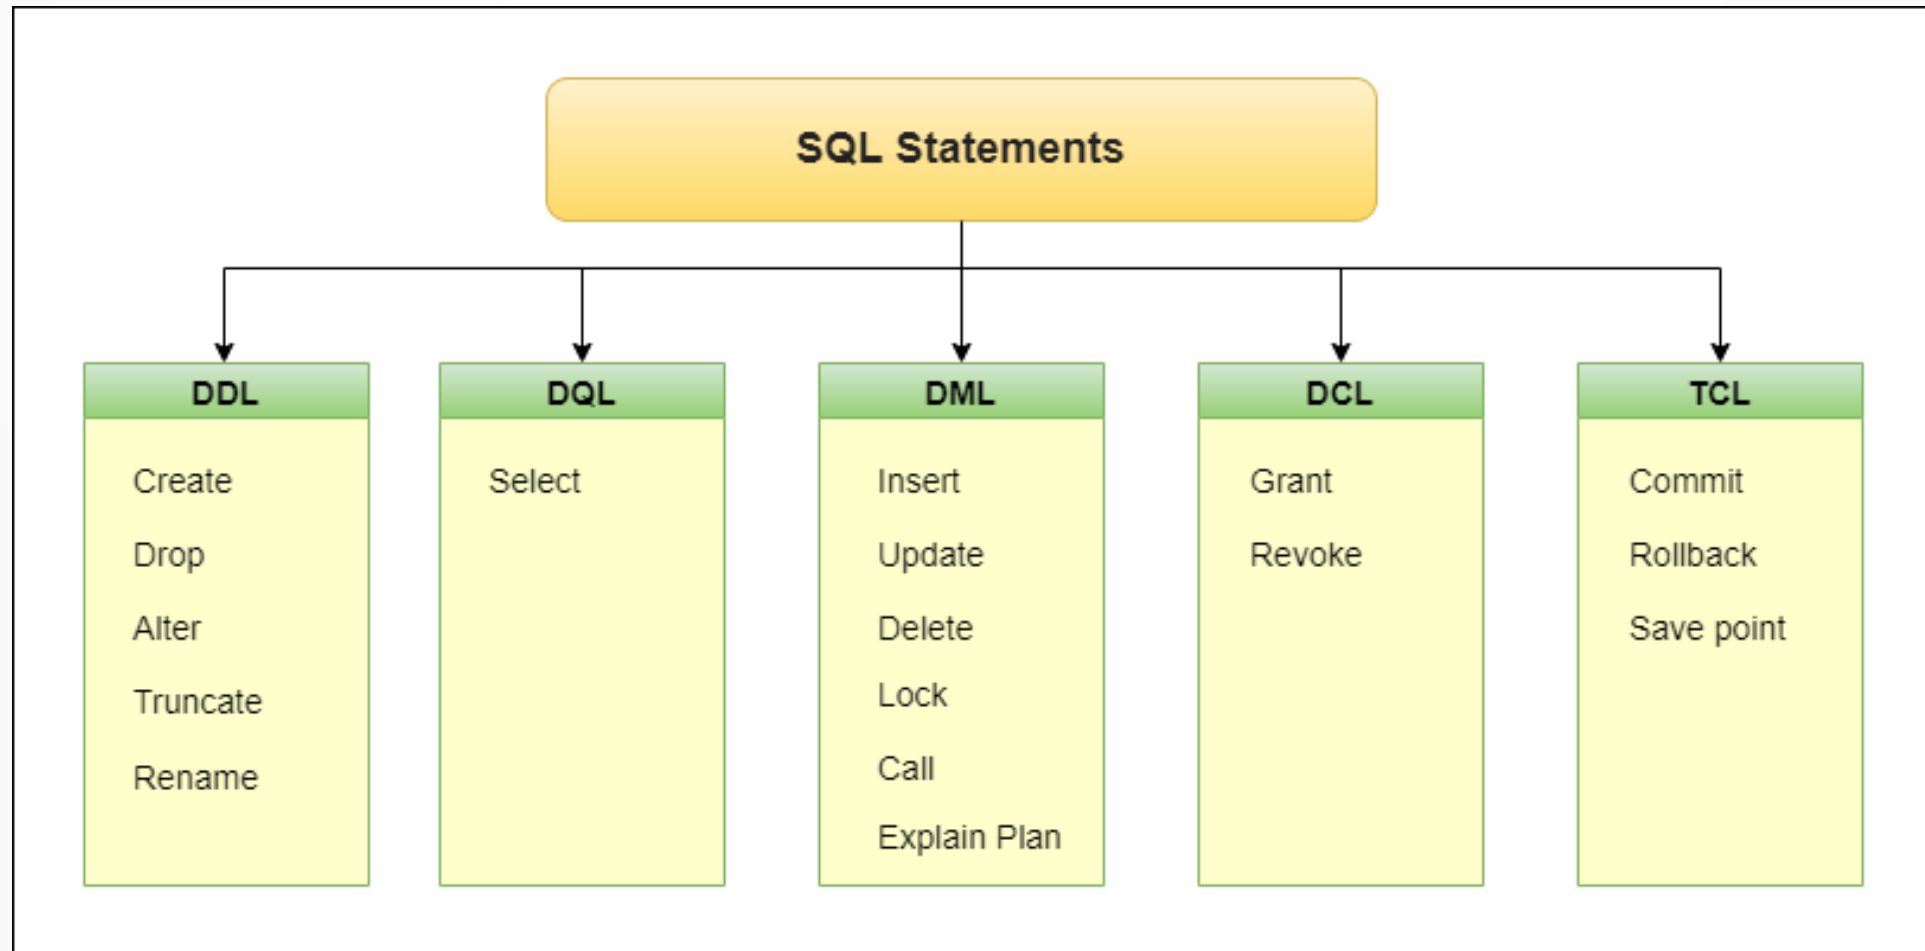 SQL Statements
DDL
Create
Drop
Alter
Truncate
Rename
DQL
Select
DML
Insert
Update
Delete
Lock
Call
Explain Plan
DCL
Grant
Revoke
TCL
Commit
Rollback
Save point